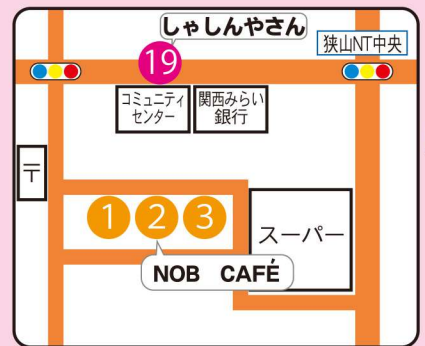 しゃしんやさん
狭山NT中央
19
コミュニティ
センター
関西みらい
銀行
〒
1 2 3
スーパー
NOB CAFÉ